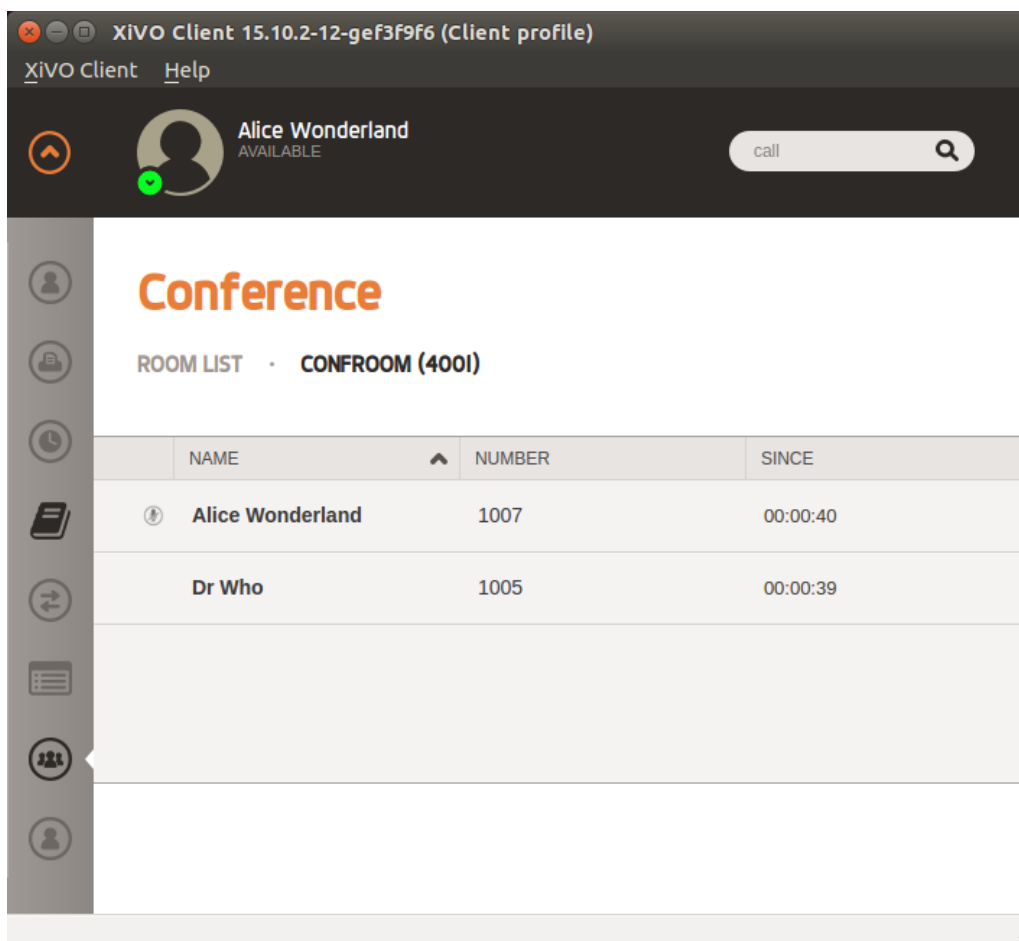 XiVO Client 15.10.2-12-gef3f9f6 (Client profile)
XiVO Client Help
Alice Wonderland
AVAILABLE
call
Conference
ROOM LIST · CONFROOM (4001)
NAME NUMBER SINCE
Alice Wonderland 1007 00:00:40
Dr Who 1005 00:00:39